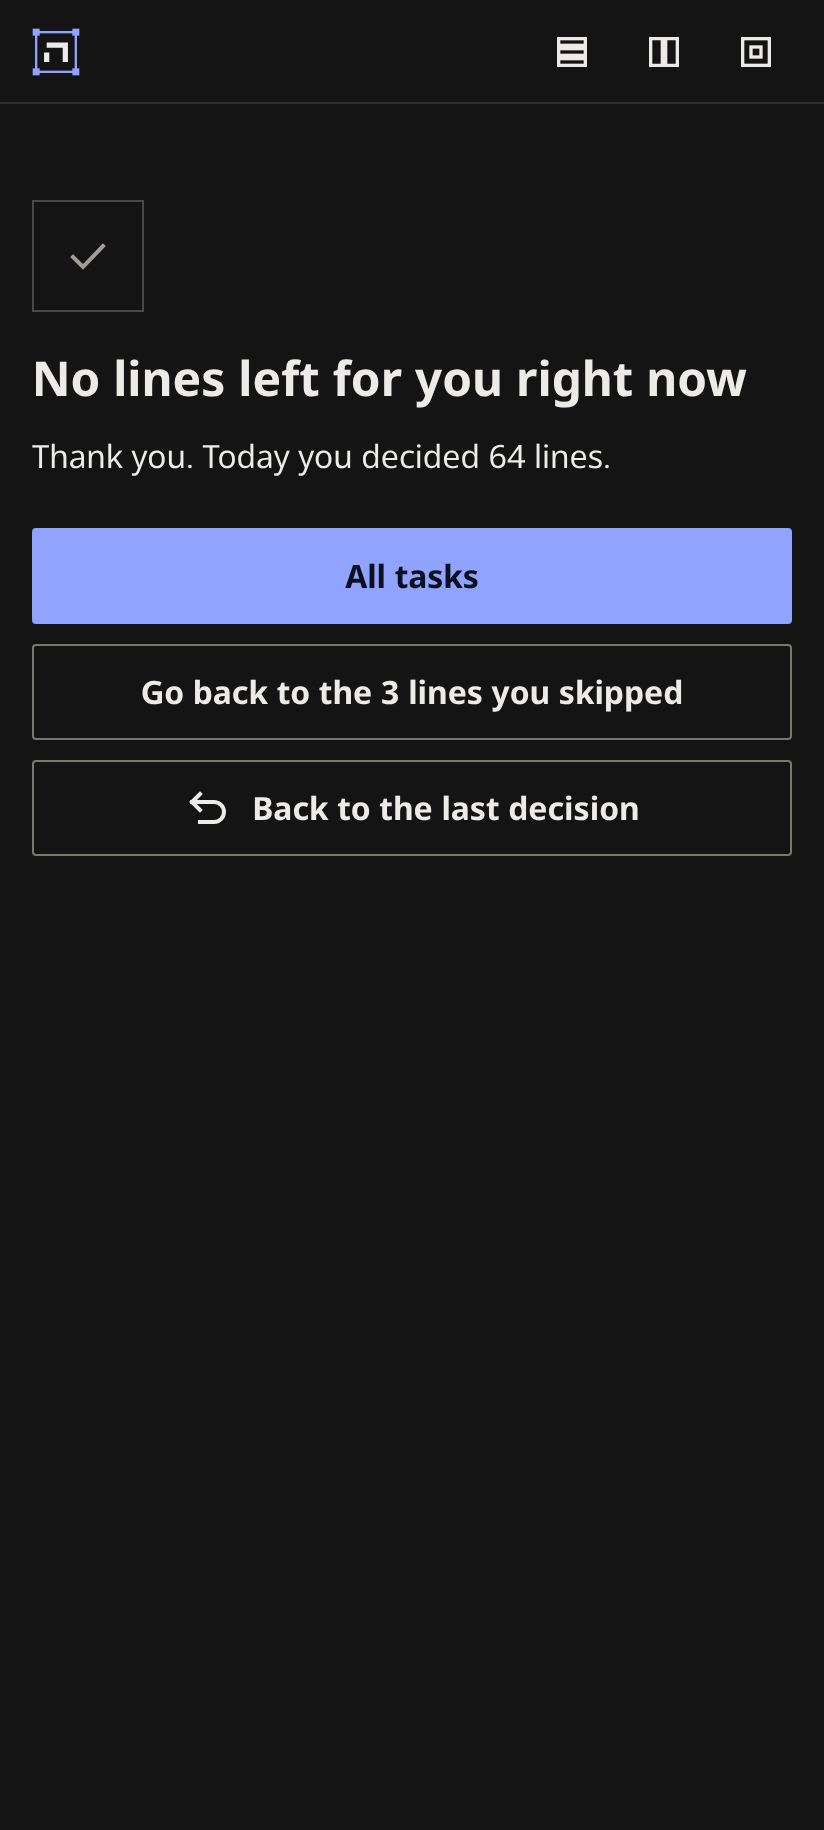 No lines left for you right now
Thank you. Today you decided 64 lines.
All tasks
Go back to the 3 lines you skipped
Back to the last decision